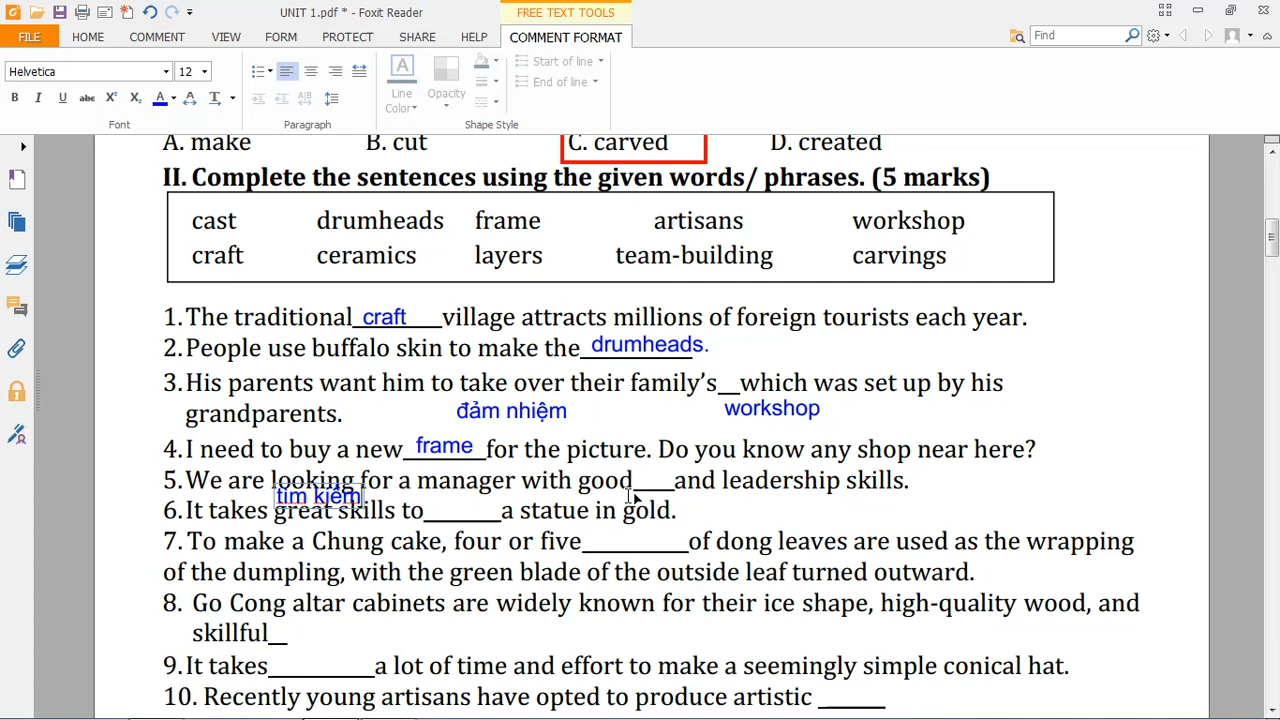 UNIT 1.pdf * - Foxit Reader
FREE TEXT TOOLS
FILE HOME COMMENT VIEW FORM PROTECT SHARE HELP COMMENT FORMAT Find
Helvetica 12 Start of line
B I U abc X² X₂ A A T Line Color Opacity End of line
Font Paragraph Shape Style
A. make B. cut C. carved D. created
II. Complete the sentences using the given words/ phrases. (5 marks)
cast drumheads frame artisans workshop
craft ceramics layers team-building carvings
1. The traditional craft village attracts millions of foreign tourists each year.
2. People use buffalo skin to make the drumheads.
3. His parents want him to take over their family's__which was set up by his
grandparents. đảm nhiệm workshop
4. I need to buy a new frame for the picture. Do you know any shop near here?
5. We are looking for a manager with good____and leadership skills.
tìm kjếm
6. It takes great skills to_______a statue in gold.
7. To make a Chung cake, four or five__________of dong leaves are used as the wrapping
of the dumpling, with the green blade of the outside leaf turned outward.
8. Go Cong altar cabinets are widely known for their ice shape, high-quality wood, and
skillful__
9. It takes__________a lot of time and effort to make a seemingly simple conical hat.
10. Recently young artisans have opted to produce artistic ______